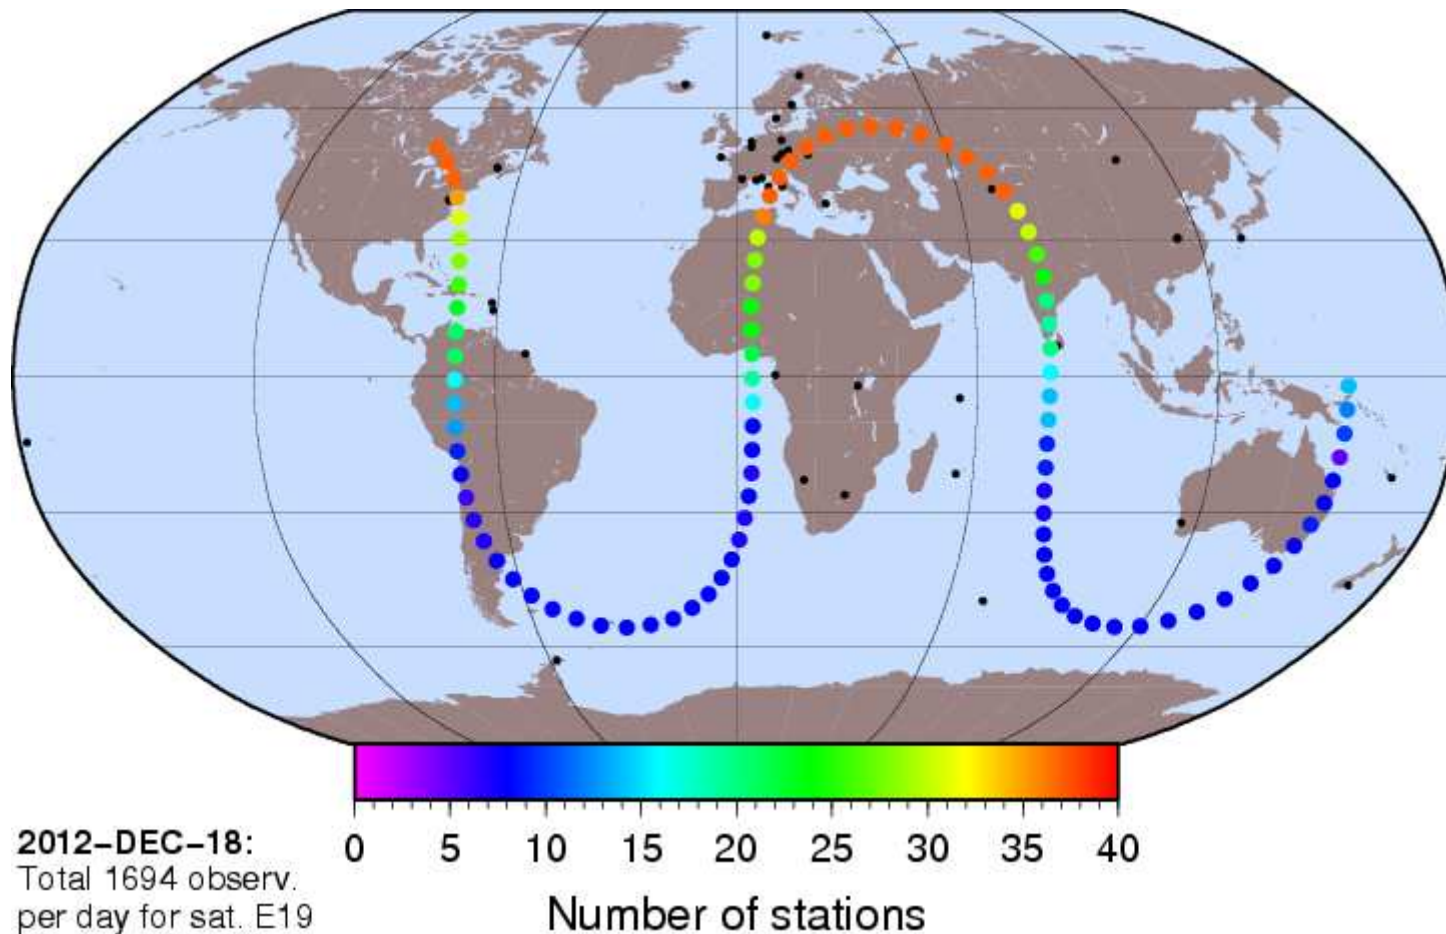 0 5 10 15 20 25 30 35 40
Number of stations
2012–DEC–18:
Total 1694 observ.
per day for sat. E19